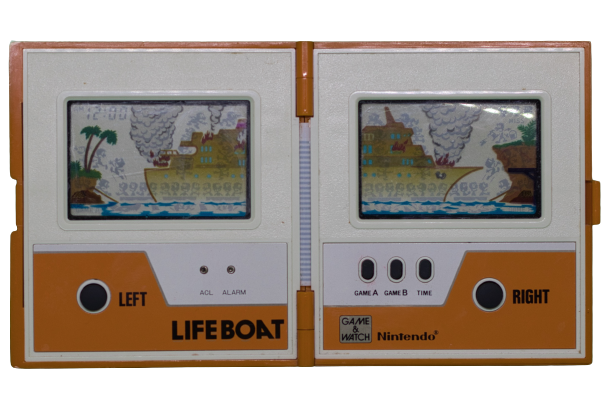 12:00
LEFT
ACL ALARM
LIFEBOAT
GAME A GAME B TIME
RIGHT
GAME
&
WATCH
Nintendo®